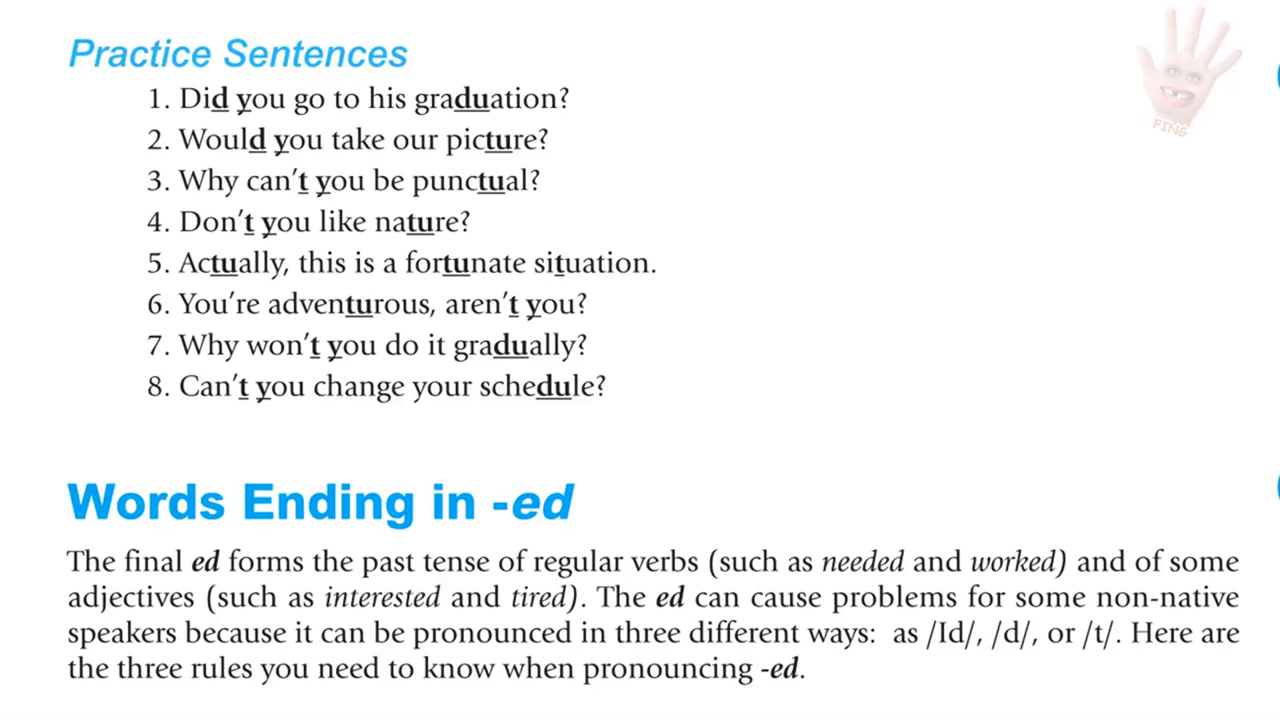 Practice Sentences
1. Did you go to his graduation?
2. Would you take our picture?
3. Why can't you be punctual?
4. Don't you like nature?
5. Actually, this is a fortunate situation.
6. You're adventurous, aren't you?
7. Why won't you do it gradually?
8. Can't you change your schedule?
FING
Words Ending in -ed
The final ed forms the past tense of regular verbs (such as needed and worked) and of some
adjectives (such as interested and tired). The ed can cause problems for some non-native
speakers because it can be pronounced in three different ways: as /Id/, /d/, or /t/. Here are
the three rules you need to know when pronouncing -ed.